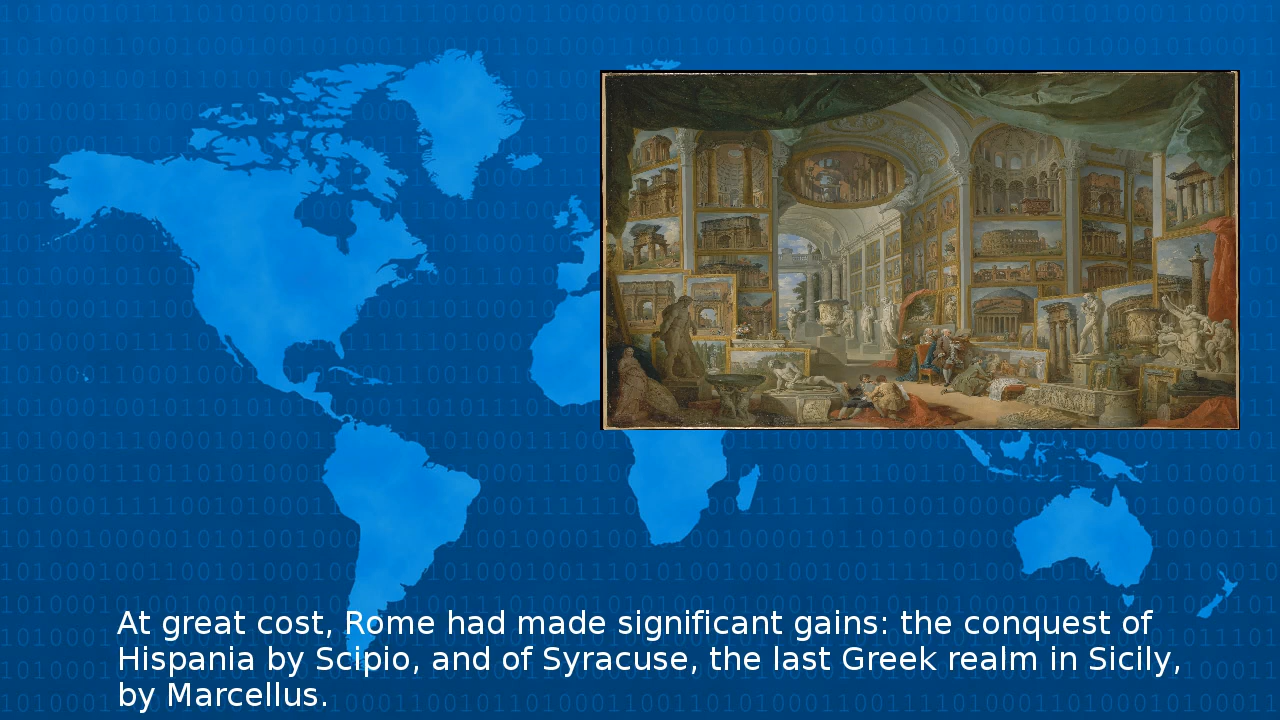 At great cost, Rome had made significant gains: the conquest of
Hispania by Scipio, and of Syracuse, the last Greek realm in Sicily,
by Marcellus.